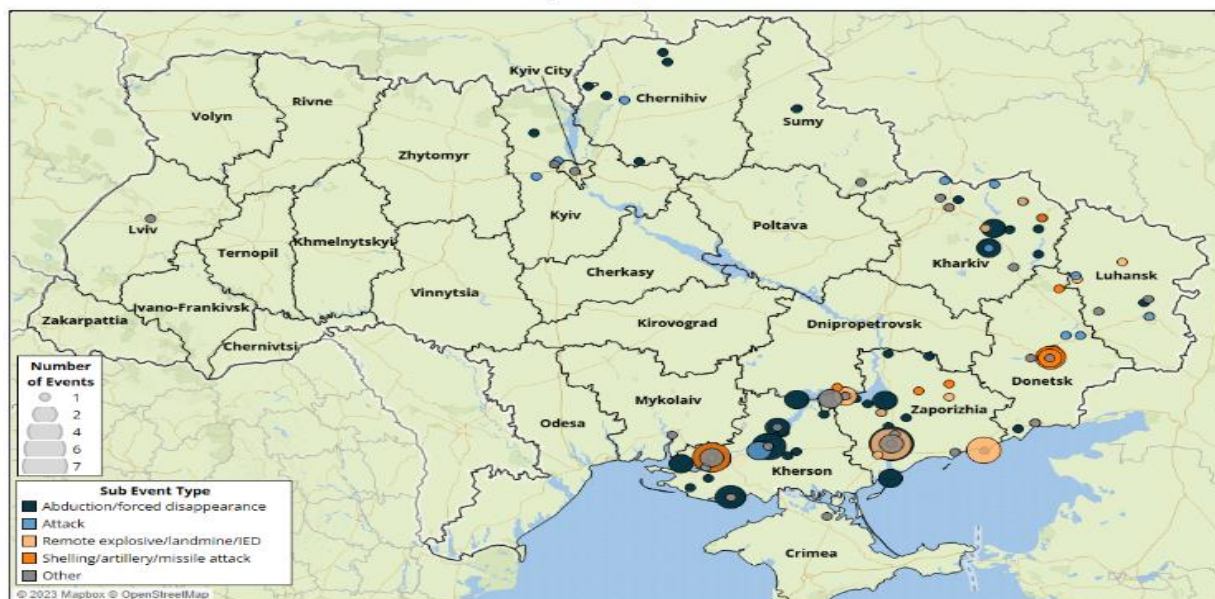 Kyiv City
Chernihiv
Rivne
Volyn
Sumy
Zhytomyr
Lviv
Kyiv
Poltava
Ternopil
Khmelnytskyi
Kharkiv
Luhansk
Cherkasy
Vinnytsia
Ivano-Frankivsk
Zakarpattia
Kirovograd
Dnipropetrovsk
Chernivtsi
Number
of Events
1
2
4
6
7
Donetsk
Mykolaiv
Zaporizhia
Odesa
Kherson
Sub Event Type
Abduction/forced disappearance
Attack
Remote explosive/landmine/IED
Shelling/artillery/missile attack
Other
Crimea
© 2023 Mapbox © OpenStreetMap